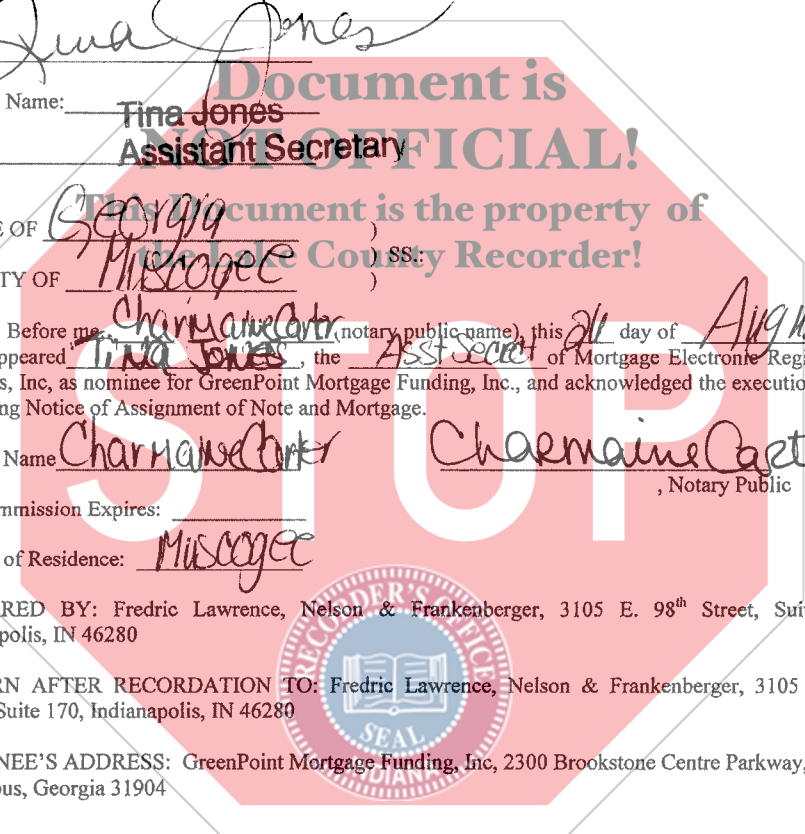 Tina Jones
Document is
Name: Tina Jones
NOT OFFICIAL!
Assistant Secretary
This Document is the property of
E OF Georgia )
the Lake County Recorder!
) SS.:
TY OF Muscogee )
STOP
Before me, Charmaine Carter (notary public name), this 21 day of Augu
ppeared Tina Jones, the Asst Secret of Mortgage Electronic Regi
s, Inc, as nominee for GreenPoint Mortgage Funding, Inc., and acknowledged the execution
ng Notice of Assignment of Note and Mortgage.
Name Charmaine Carter Charmaine Cart
, Notary Public
mmission Expires:
of Residence: Muscogee
RED BY: Fredric Lawrence, Nelson & Frankenberger, 3105 E. 98th Street, Sui
polis, IN 46280
RN AFTER RECORDATION TO: Fredric Lawrence, Nelson & Frankenberger, 3105
Suite 170, Indianapolis, IN 46280
NEE'S ADDRESS: GreenPoint Mortgage Funding, Inc, 2300 Brookstone Centre Parkway,
bus, Georgia 31904
RECORDER'S OFFICE
SEAL
INDIANA